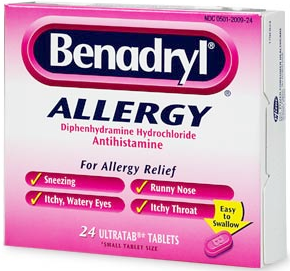 NDC 0501-2009-24
Benadryl®
ALLERGY
Diphenhydramine Hydrochloride
Antihistamine
For Allergy Relief
Sneezing
Runny Nose
Itchy, Watery Eyes
Itchy Throat
Easy
to
Swallow
24 ULTRATAB®* TABLETS
*SMALL TABLET SIZE